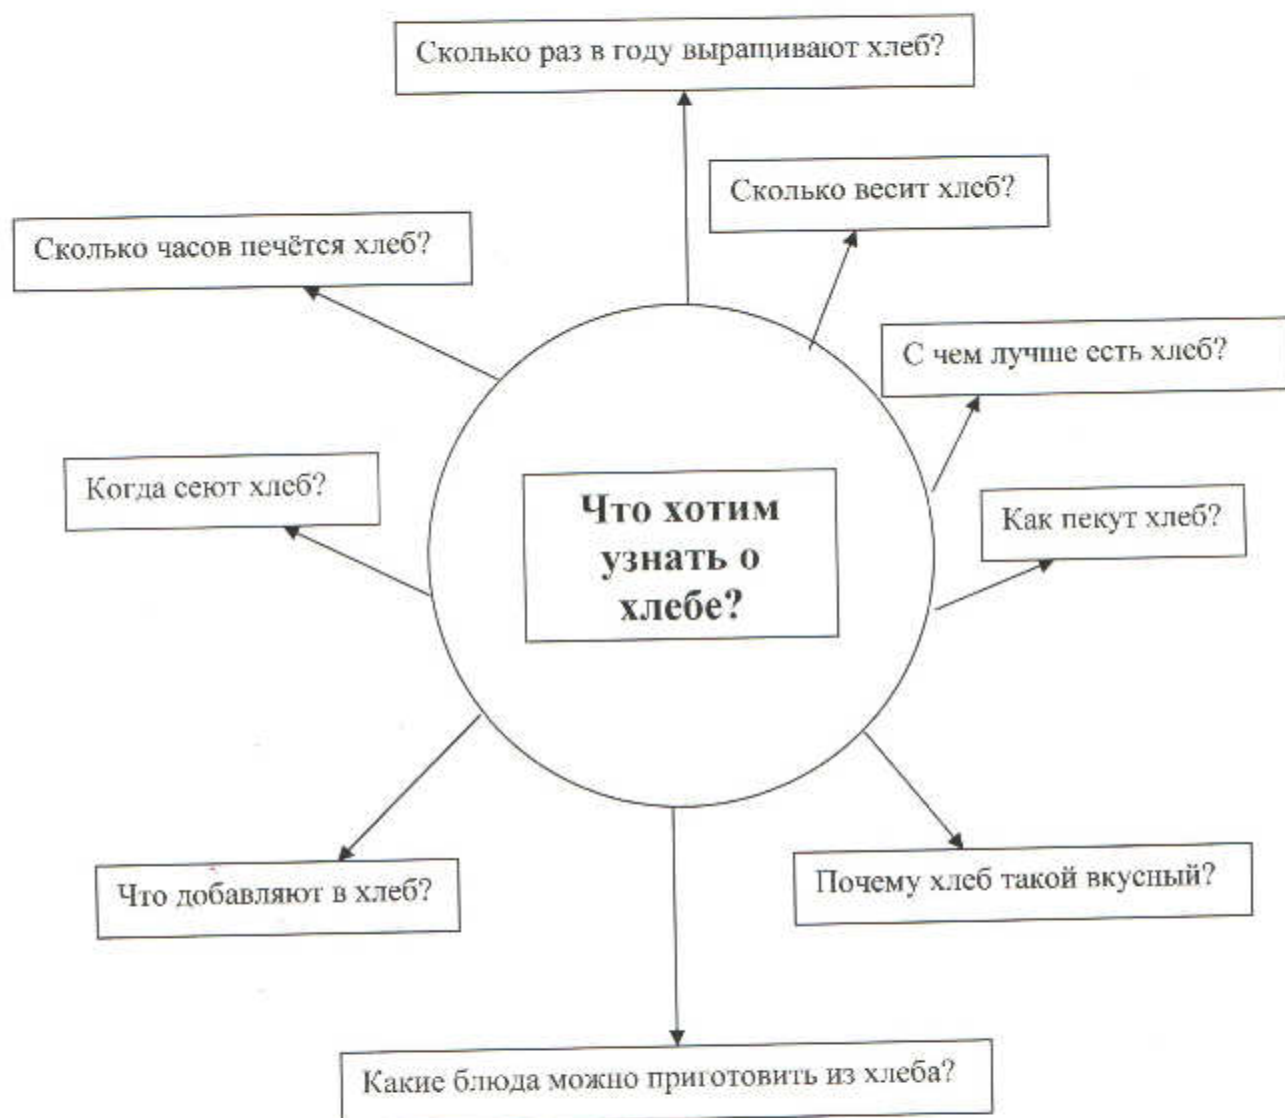 Сколько раз в году выращивают хлеб?
Сколько весит хлеб?
Сколько часов печётся хлеб?
С чем лучше есть хлеб?
Когда сеют хлеб?
Что хотим
узнать о
хлебе?
Как пекут хлеб?
Что добавляют в хлеб?
Почему хлеб такой вкусный?
Какие блюда можно приготовить из хлеба?